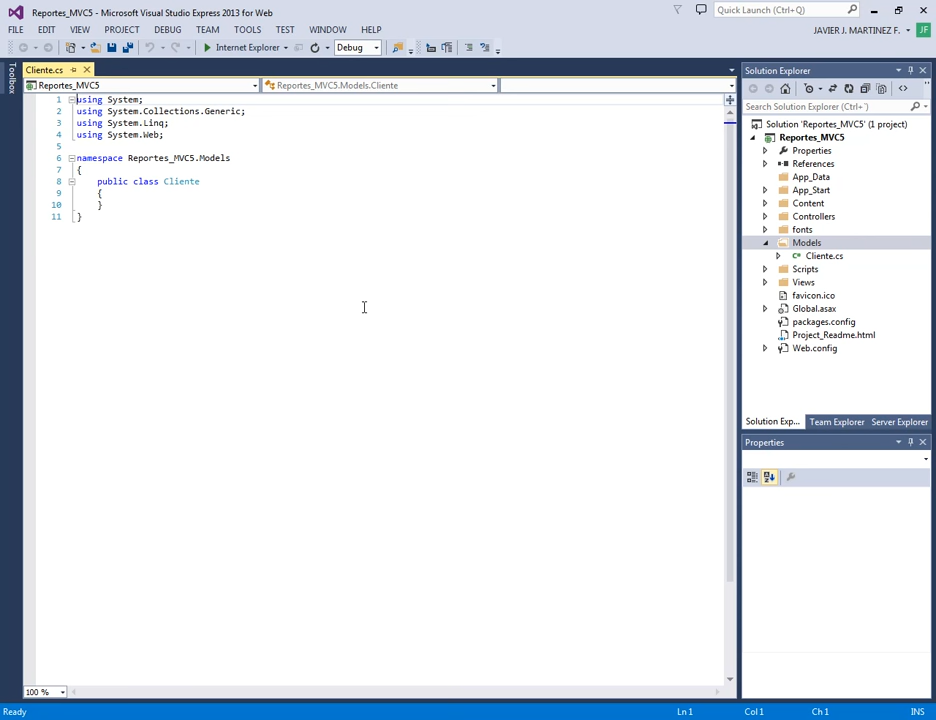 Reportes_MVC5 - Microsoft Visual Studio Express 2013 for Web
Quick Launch (Ctrl+Q)
FILE EDIT VIEW PROJECT DEBUG TEAM TOOLS TEST WINDOW HELP
JAVIER J. MARTINEZ F. JF
Internet Explorer Debug
Toolbox
Cliente.cs
Reportes_MVC5 Reportes_MVC5.Models.Cliente
1 using System;
2 using System.Collections.Generic;
3 using System.Linq;
4 using System.Web;
5
6 namespace Reportes_MVC5.Models
7 {
8 public class Cliente
9 {
10 }
11 }
100 %
Solution Explorer
Search Solution Explorer (Ctrl+')
Solution 'Reportes_MVC5' (1 project)
Reportes_MVC5
Properties
References
App_Data
App_Start
Content
Controllers
fonts
Models
C# Cliente.cs
Scripts
Views
favicon.ico
Global.asax
packages.config
Project_Readme.html
Web.config
Solution Exp... Team Explorer Server Explorer
Properties
Ready Ln 1 Col 1 Ch 1 INS